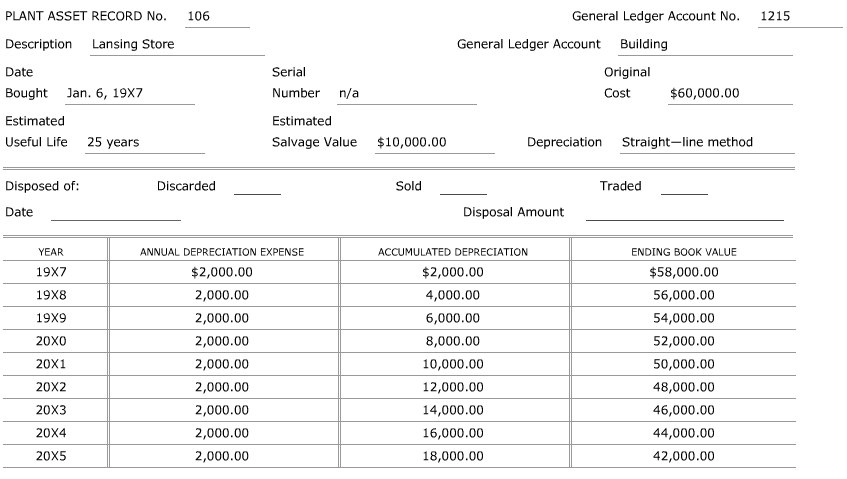 PLANT ASSET RECORD No. 106 General Ledger Account No. 1215
Description Lansing Store General Ledger Account Building
Date Serial Original
Bought Jan. 6, 19X7 Number n/a Cost $60,000.00
Estimated Estimated
Useful Life 25 years Salvage Value $10,000.00 Depreciation Straight—line method
Disposed of: Discarded Sold Traded
Date Disposal Amount
YEAR ANNUAL DEPRECIATION EXPENSE ACCUMULATED DEPRECIATION ENDING BOOK VALUE
19X7 $2,000.00 $2,000.00 $58,000.00
19X8 2,000.00 4,000.00 56,000.00
19X9 2,000.00 6,000.00 54,000.00
20X0 2,000.00 8,000.00 52,000.00
20X1 2,000.00 10,000.00 50,000.00
20X2 2,000.00 12,000.00 48,000.00
20X3 2,000.00 14,000.00 46,000.00
20X4 2,000.00 16,000.00 44,000.00
20X5 2,000.00 18,000.00 42,000.00